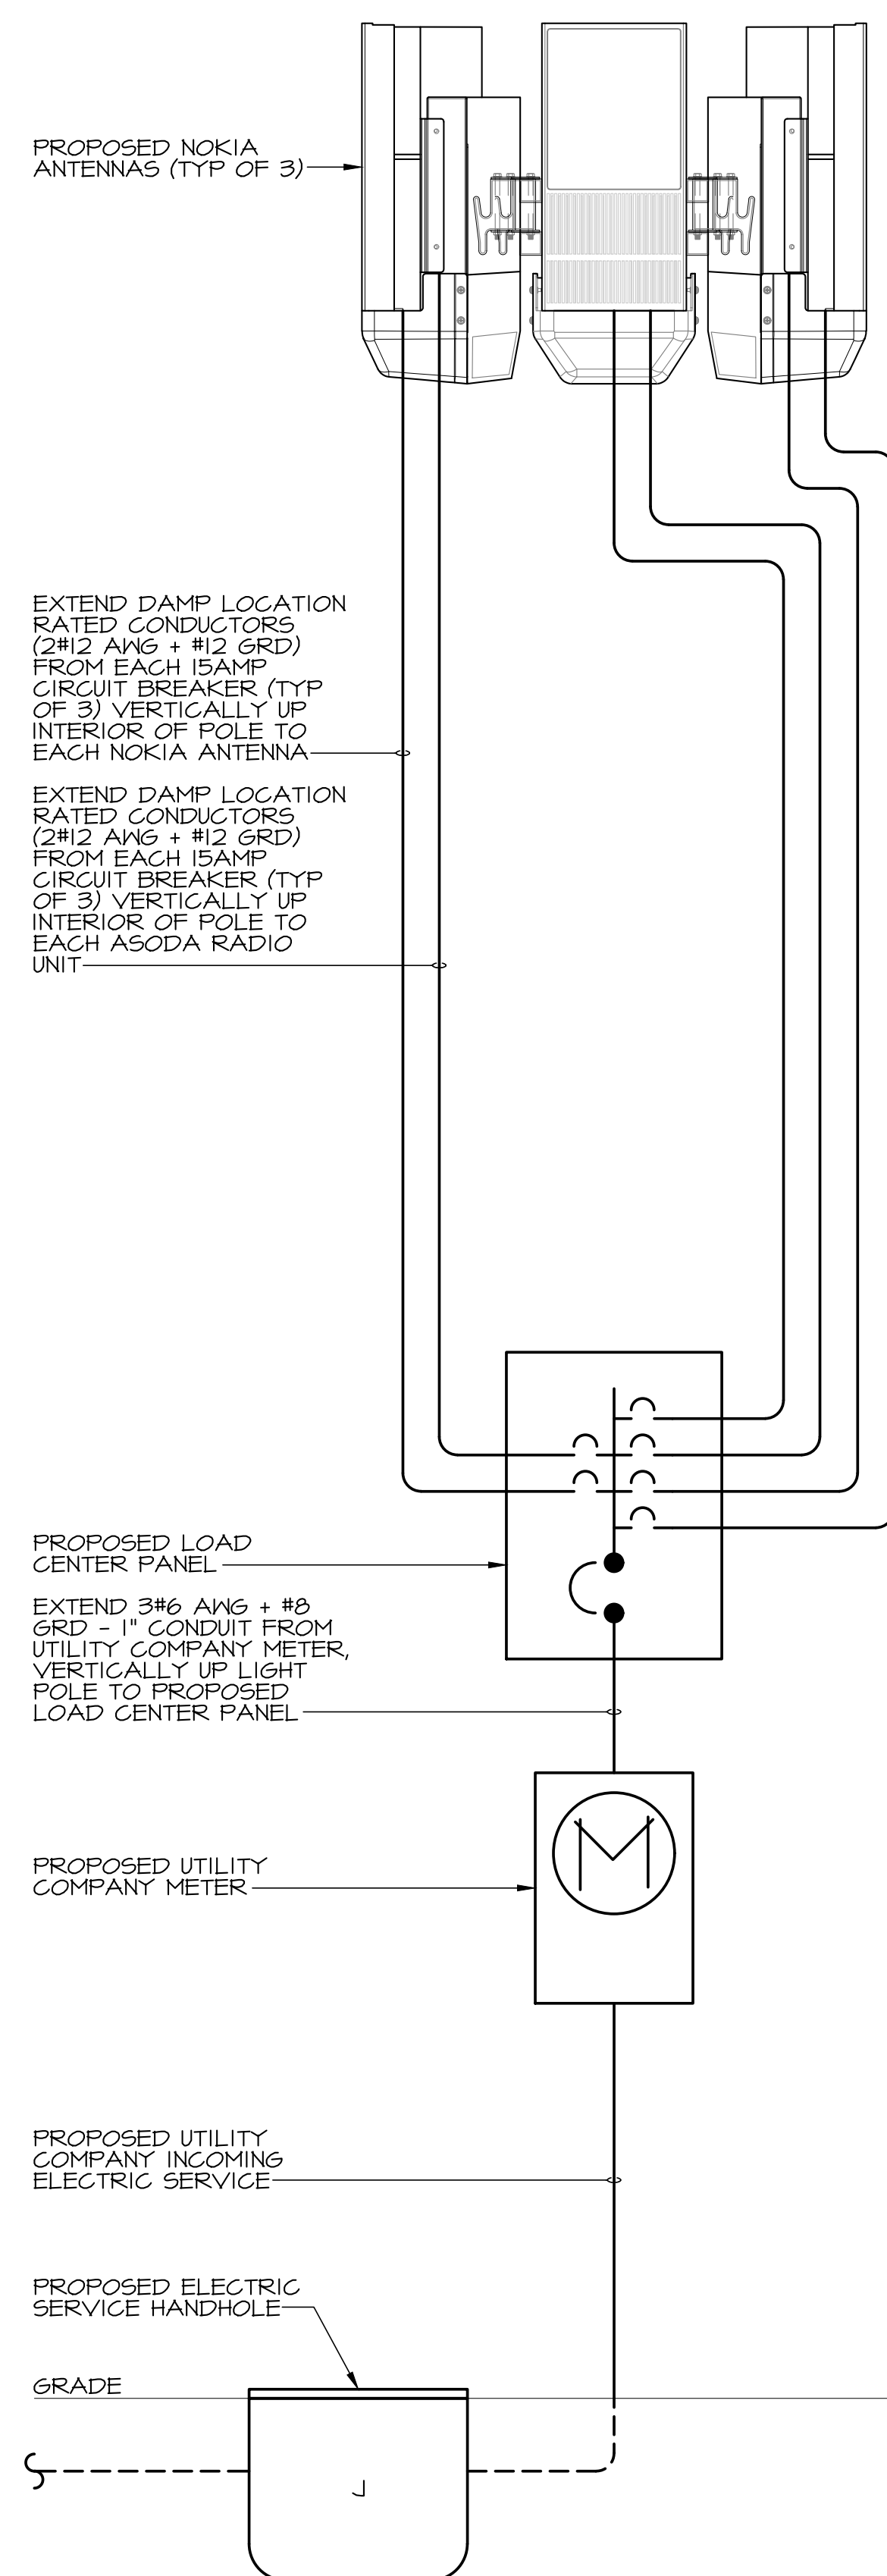 PROPOSED NOKIA
ANTENNAS (TYP OF 3)
EXTEND DAMP LOCATION
RATED CONDUCTORS
(2#12 AWG + #12 GRD)
FROM EACH 15AMP
CIRCUIT BREAKER (TYP
OF 3) VERTICALLY UP
INTERIOR OF POLE TO
EACH NOKIA ANTENNA
EXTEND DAMP LOCATION
RATED CONDUCTORS
(2#12 AWG + #12 GRD)
FROM EACH 15AMP
CIRCUIT BREAKER (TYP
OF 3) VERTICALLY UP
INTERIOR OF POLE TO
EACH ASODA RADIO
UNIT
PROPOSED LOAD
CENTER PANEL
EXTEND 3#6 AWG + #8
GRD - 1" CONDUIT FROM
UTILITY COMPANY METER,
VERTICALLY UP LIGHT
POLE TO PROPOSED
LOAD CENTER PANEL
M
PROPOSED UTILITY
COMPANY METER
PROPOSED UTILITY
COMPANY INCOMING
ELECTRIC SERVICE
PROPOSED ELECTRIC
SERVICE HANDHOLE
GRADE
J